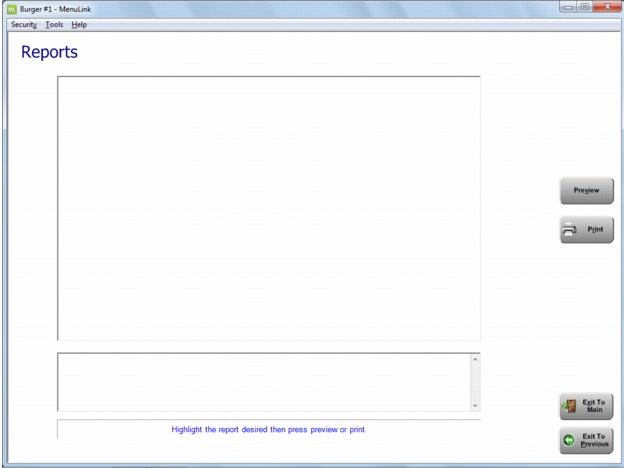 Burger #1 - MenuLink
Security Tools Help
Reports
Preview
Print
Highlight the report desired then press preview or print.
Exit To
Main
Exit To
Previous